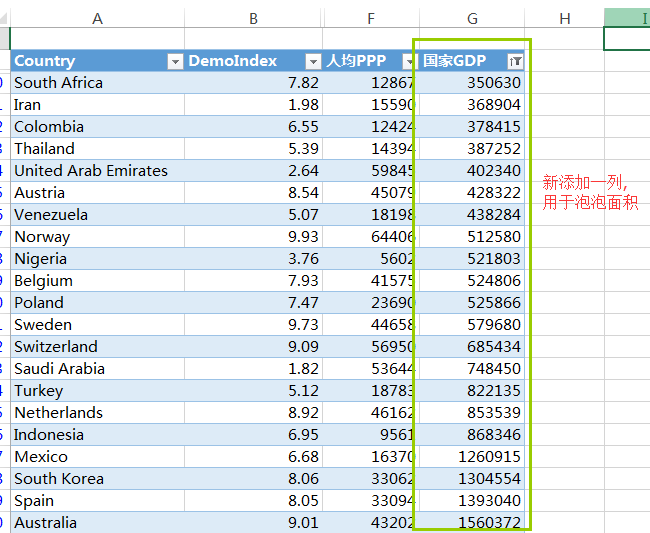 A B F G H I
Country DemoIndex 人均PPP 国家GDP
South Africa 7.82 12867 350630
Iran 1.98 15590 368904
Colombia 6.55 12424 378415
Thailand 5.39 14394 387252
United Arab Emirates 2.64 59845 402340
Austria 8.54 45079 428322
新添加一列,
Venezuela 5.07 18198 438284
用于泡泡面积
Norway 9.93 64406 512580
Nigeria 3.76 5602 521803
Belgium 7.93 41575 524806
Poland 7.47 23690 525866
Sweden 9.73 44658 579680
Switzerland 9.09 56950 685434
Saudi Arabia 1.82 53644 748450
Turkey 5.12 18783 822135
Netherlands 8.92 46162 853539
Indonesia 6.95 9561 868346
Mexico 6.68 16370 1260915
South Korea 8.06 33062 1304554
Spain 8.05 33094 1393040
Australia 9.01 43202 1560372